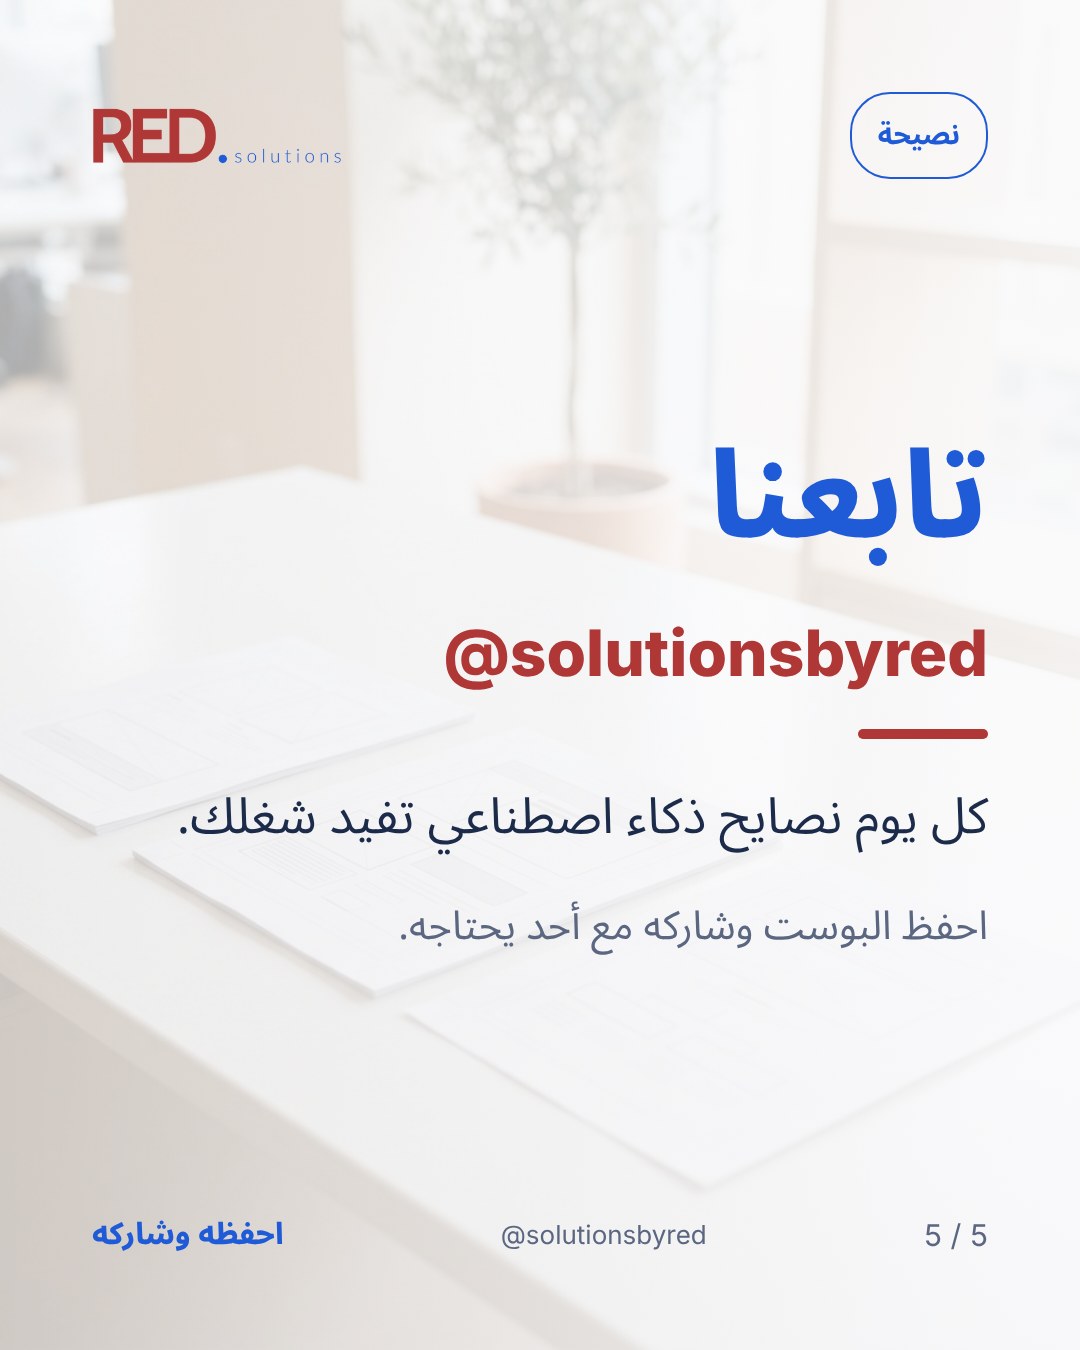 RED.solutions
نصيحة
تابعنا
@solutionsbyred
كل يوم نصايح ذكاء اصطناعي تفيد شغلك.
احفظ البوست وشاركه مع أحد يحتاجه.
5 / 5
@solutionsbyred
احفظه وشاركه